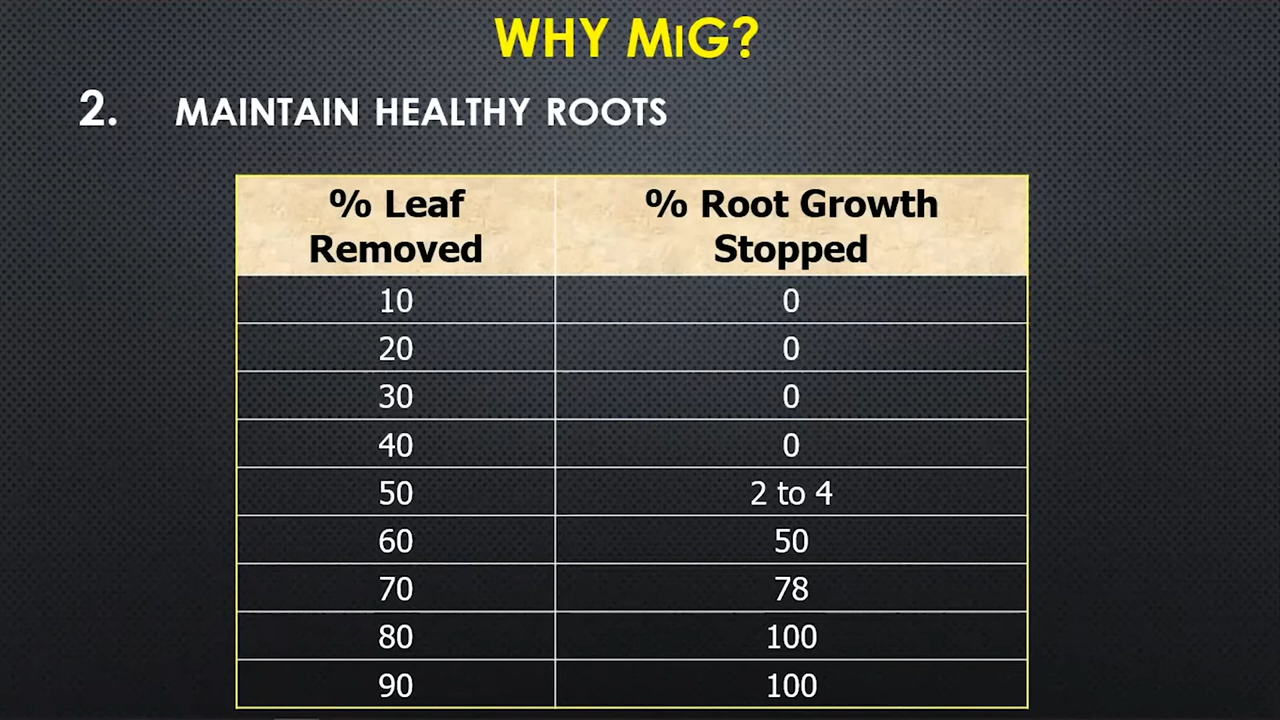 WHY MIG?
2. MAINTAIN HEALTHY ROOTS
% Leaf Removed % Root Growth Stopped
10 0
20 0
30 0
40 0
50 2 to 4
60 50
70 78
80 100
90 100